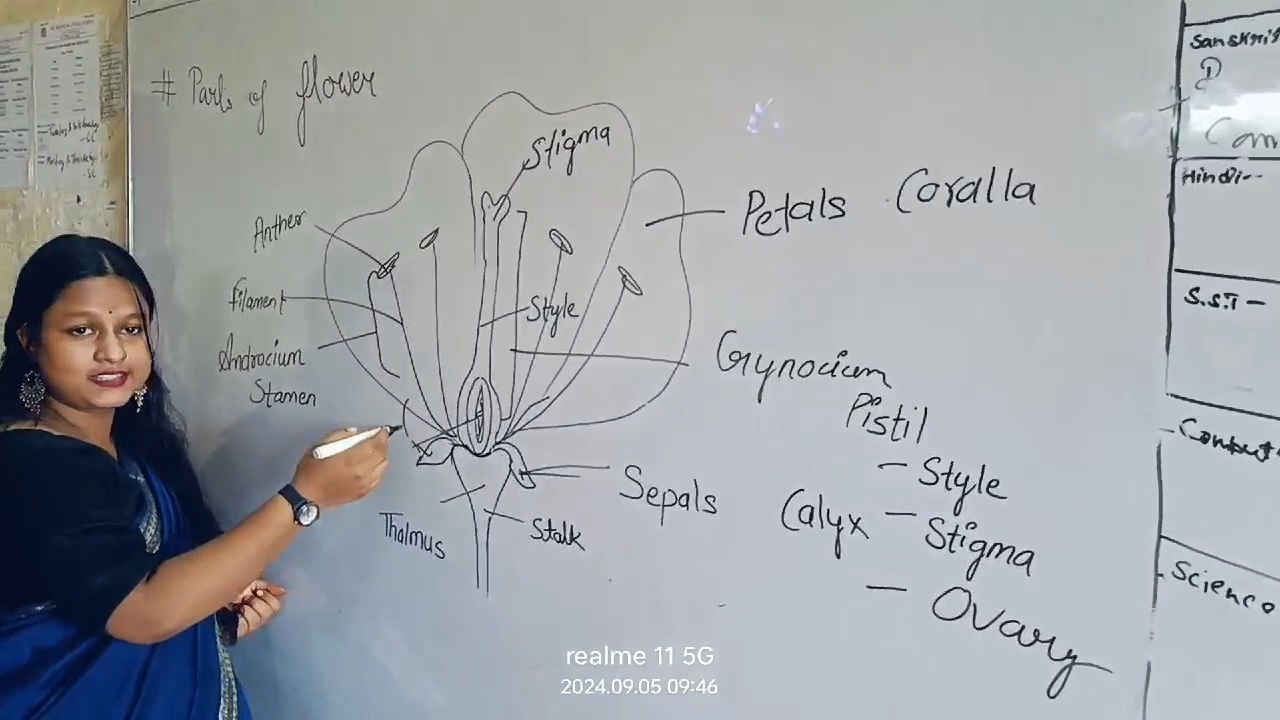 # Parts of flower
Stigma
Anther
Filament
Androcium
Stamen
Style
Petals Coralla
Gynocium
Pistil
— Style
Calyx — Stigma
— Ovary
Sepals
Thalmus
Stalk
Sanskrit
Hindi--
S.S.T -
Science
realme 11 5G
2024.09.05 09:46